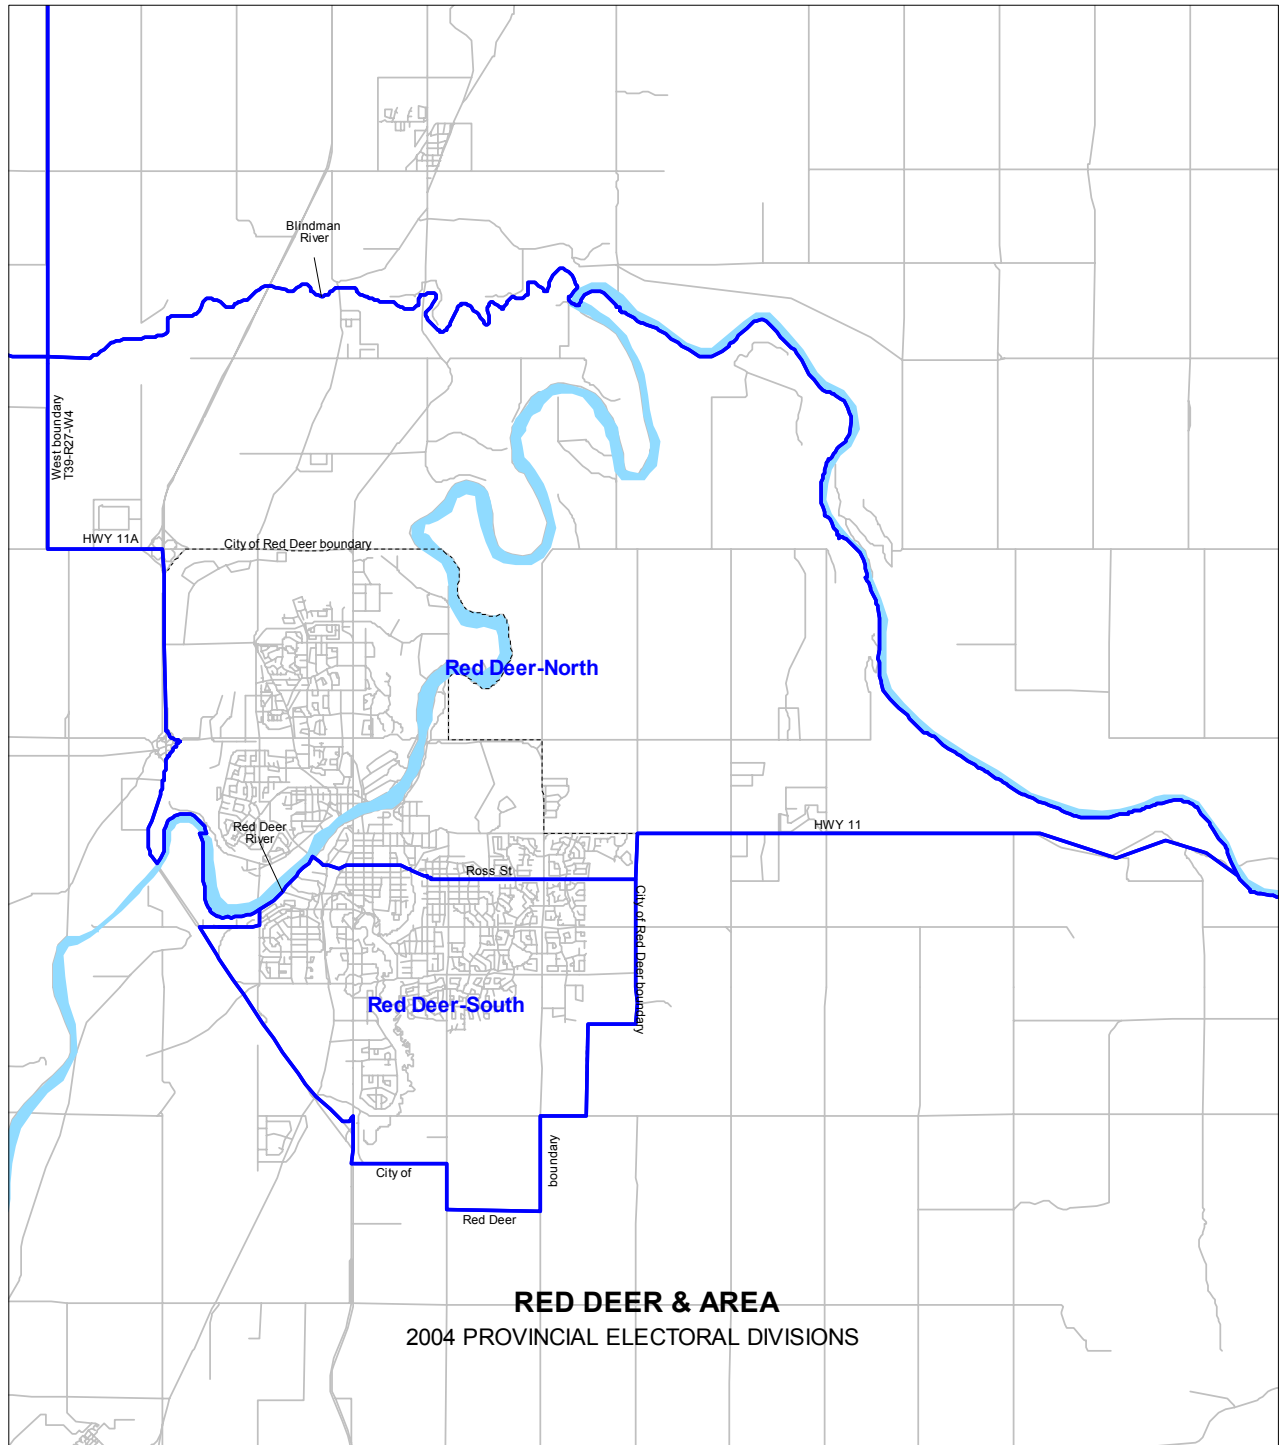 Blindman
River
West boundary
T39-R27-W4
HWY 11A
City of Red Deer boundary
Red Deer-North
HWY 11
Red Deer
River
Ross St
City of Red Deer boundary
Red Deer-South
City of
boundary
Red Deer
RED DEER & AREA
2004 PROVINCIAL ELECTORAL DIVISIONS